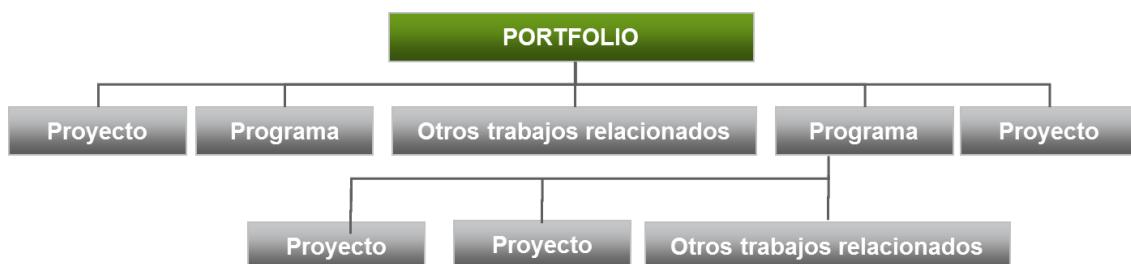 PORTFOLIO
Proyecto
Programa
Otros trabajos relacionados
Programa
Proyecto
Proyecto
Proyecto
Otros trabajos relacionados